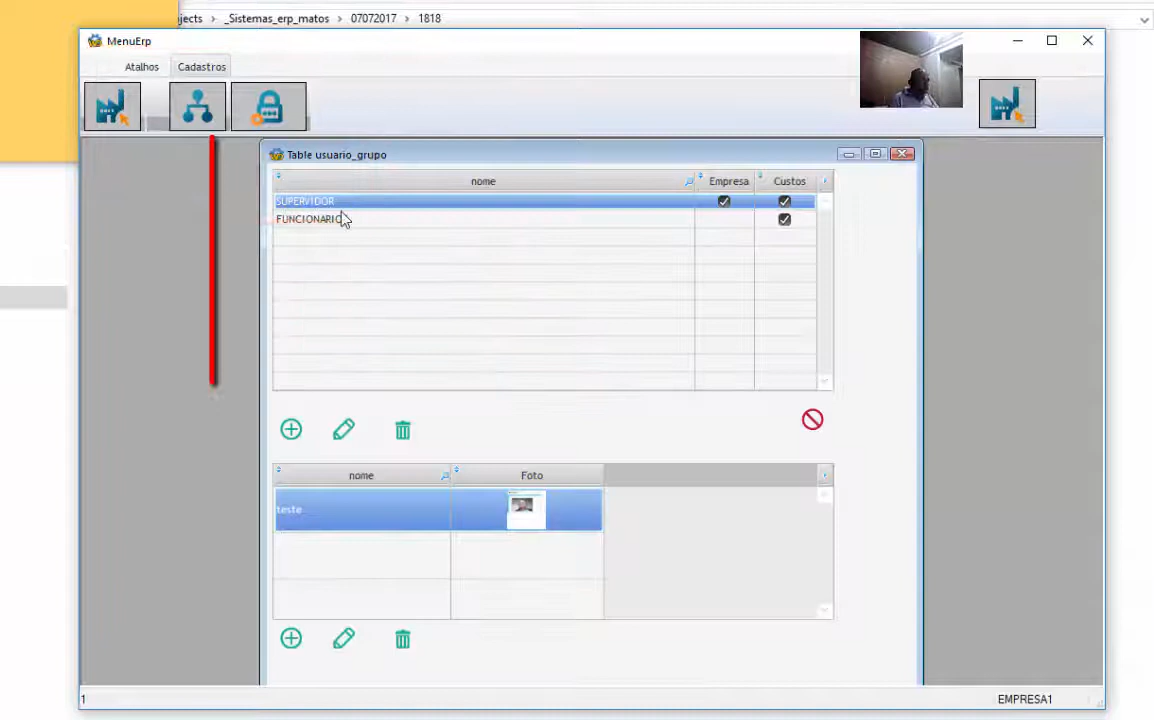 jects › _Sistemas_erp_matos › 07072017 › 1818
MenuErp
Atalhos Cadastros
Table usuario_grupo
nome Empresa Custos
SUPERVIDOR
FUNCIONARIO
nome Foto
teste
1 EMPRESA1